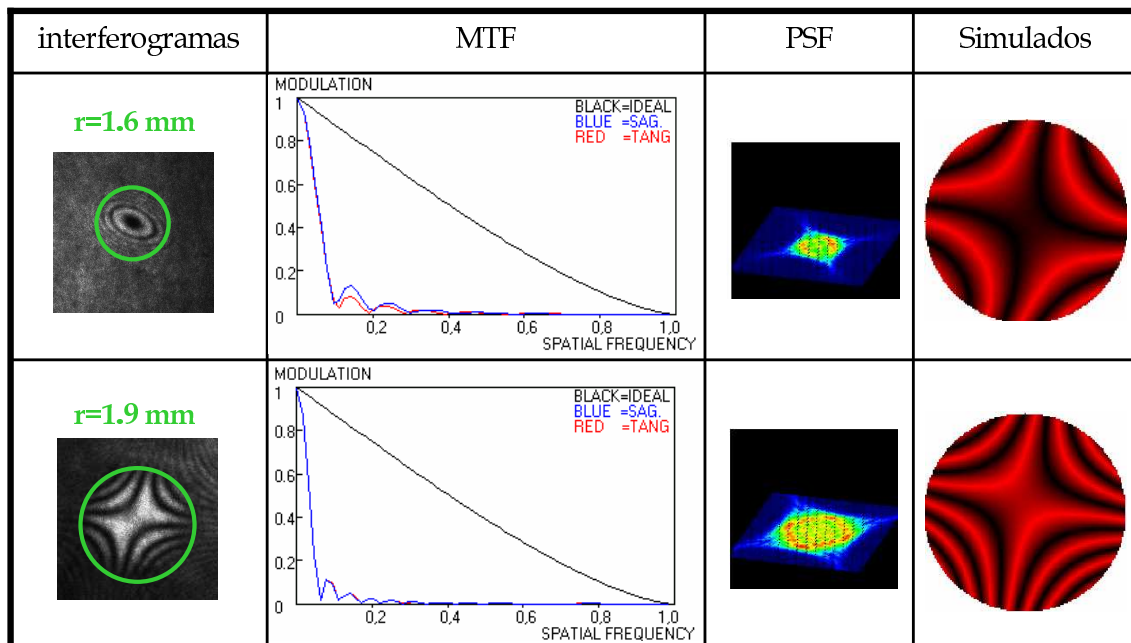 interferogramas
MTF
PSF
Simulados
r=1.6 mm
MODULATION
BLACK=IDEAL
BLUE =SAG.
RED =TANG
1
0.8
0.6
0.4
0.2
0
0,2
0,4
0,6
0,8
1,0
SPATIAL FREQUENCY
r=1.9 mm
MODULATION
BLACK=IDEAL
BLUE =SAG.
RED =TANG
1
0.8
0.6
0.4
0.2
0
0,2
0,4
0,6
0,8
1,0
SPATIAL FREQUENCY